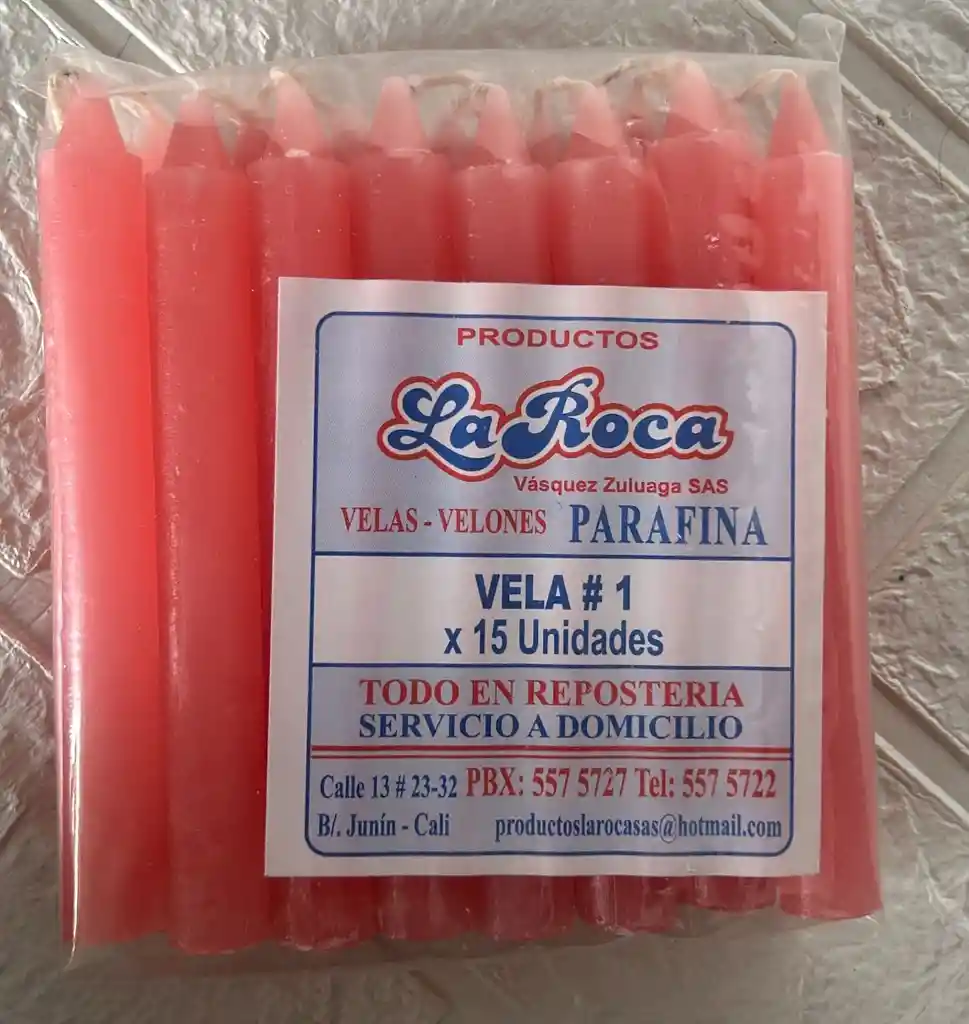 PRODUCTOS
La Roca
Vásquez Zuluaga SAS
VELAS - VELONES PARAFINA
VELA # 1
x 15 Unidades
TODO EN REPOSTERIA
SERVICIO A DOMICILIO
Calle 13 # 23-32 PBX: 557 5727 Tel: 557 5722
B/. Junín - Cali productoslarocasas@hotmail.com